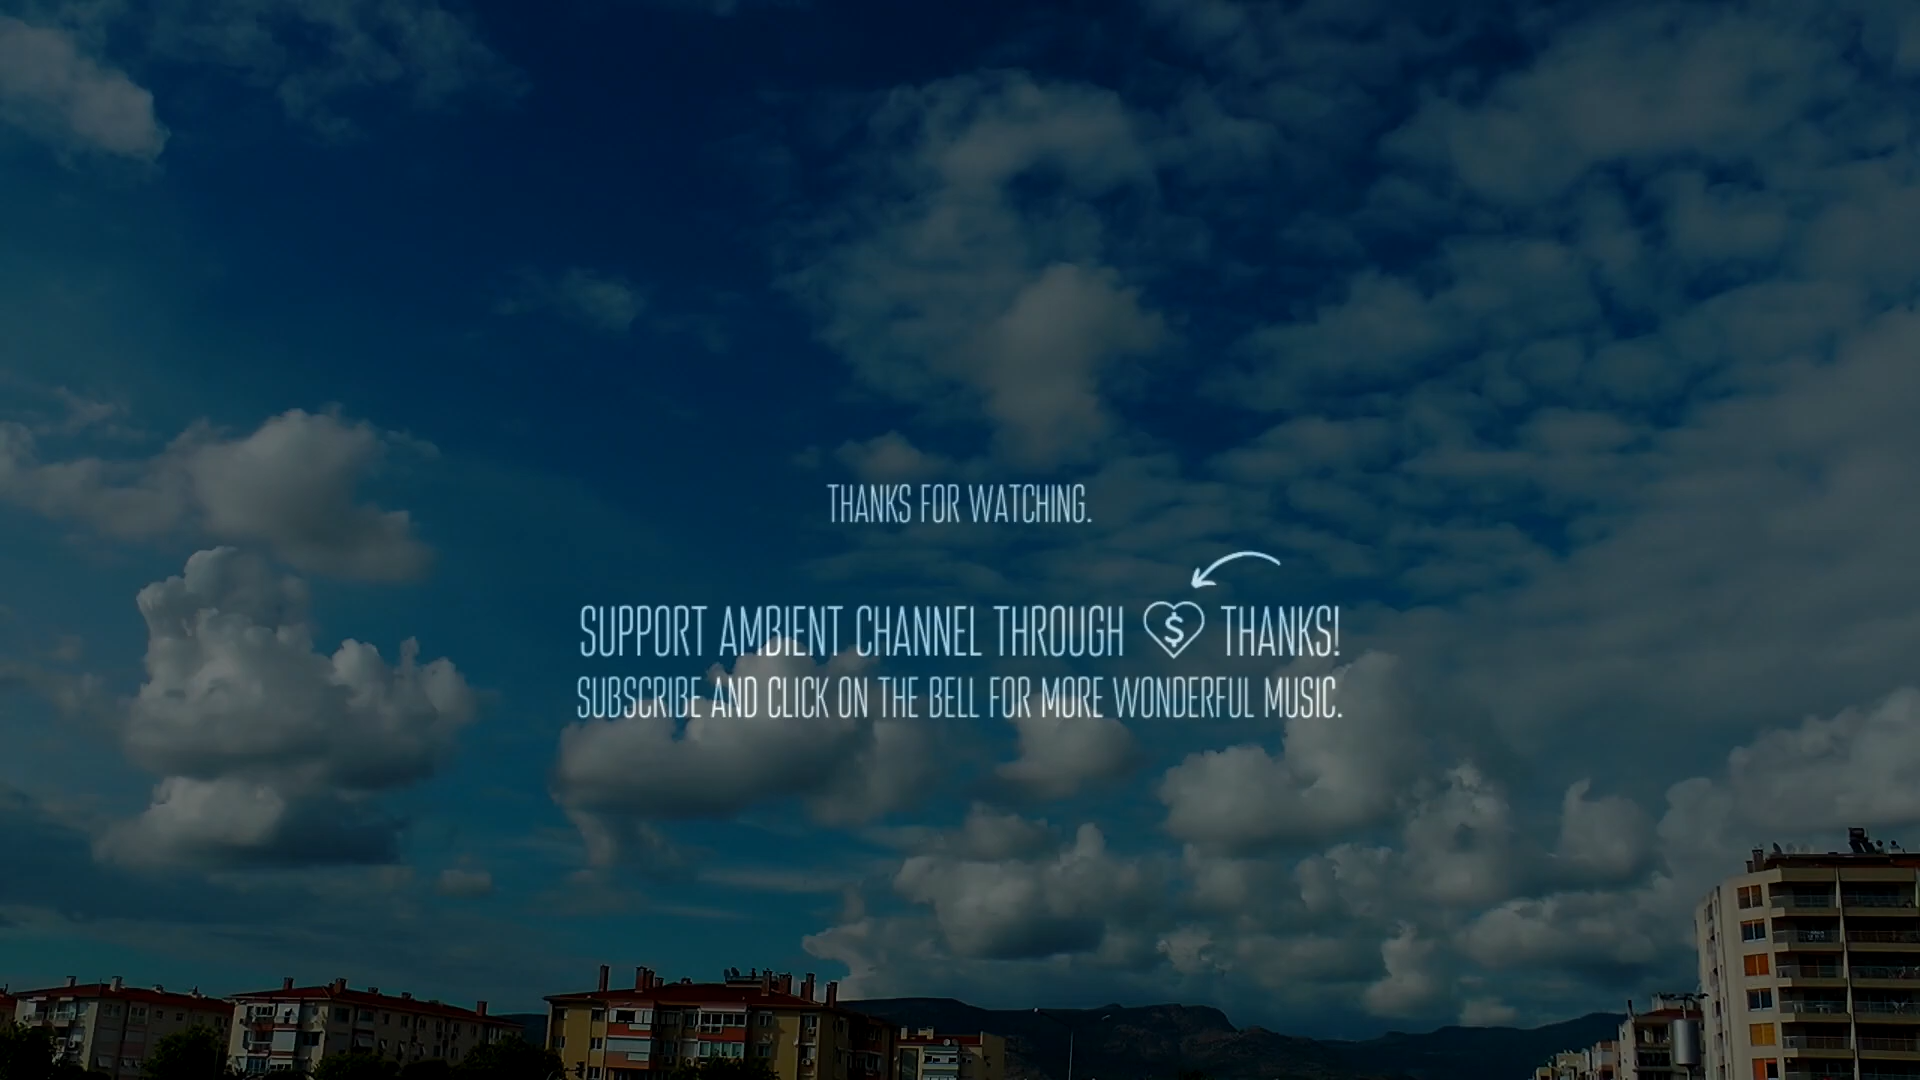 THANKS FOR WATCHING.
SUPPORT AMBIENT CHANNEL THROUGH $ THANKS!
SUBSCRIBE AND CLICK ON THE BELL FOR MORE WONDERFUL MUSIC.